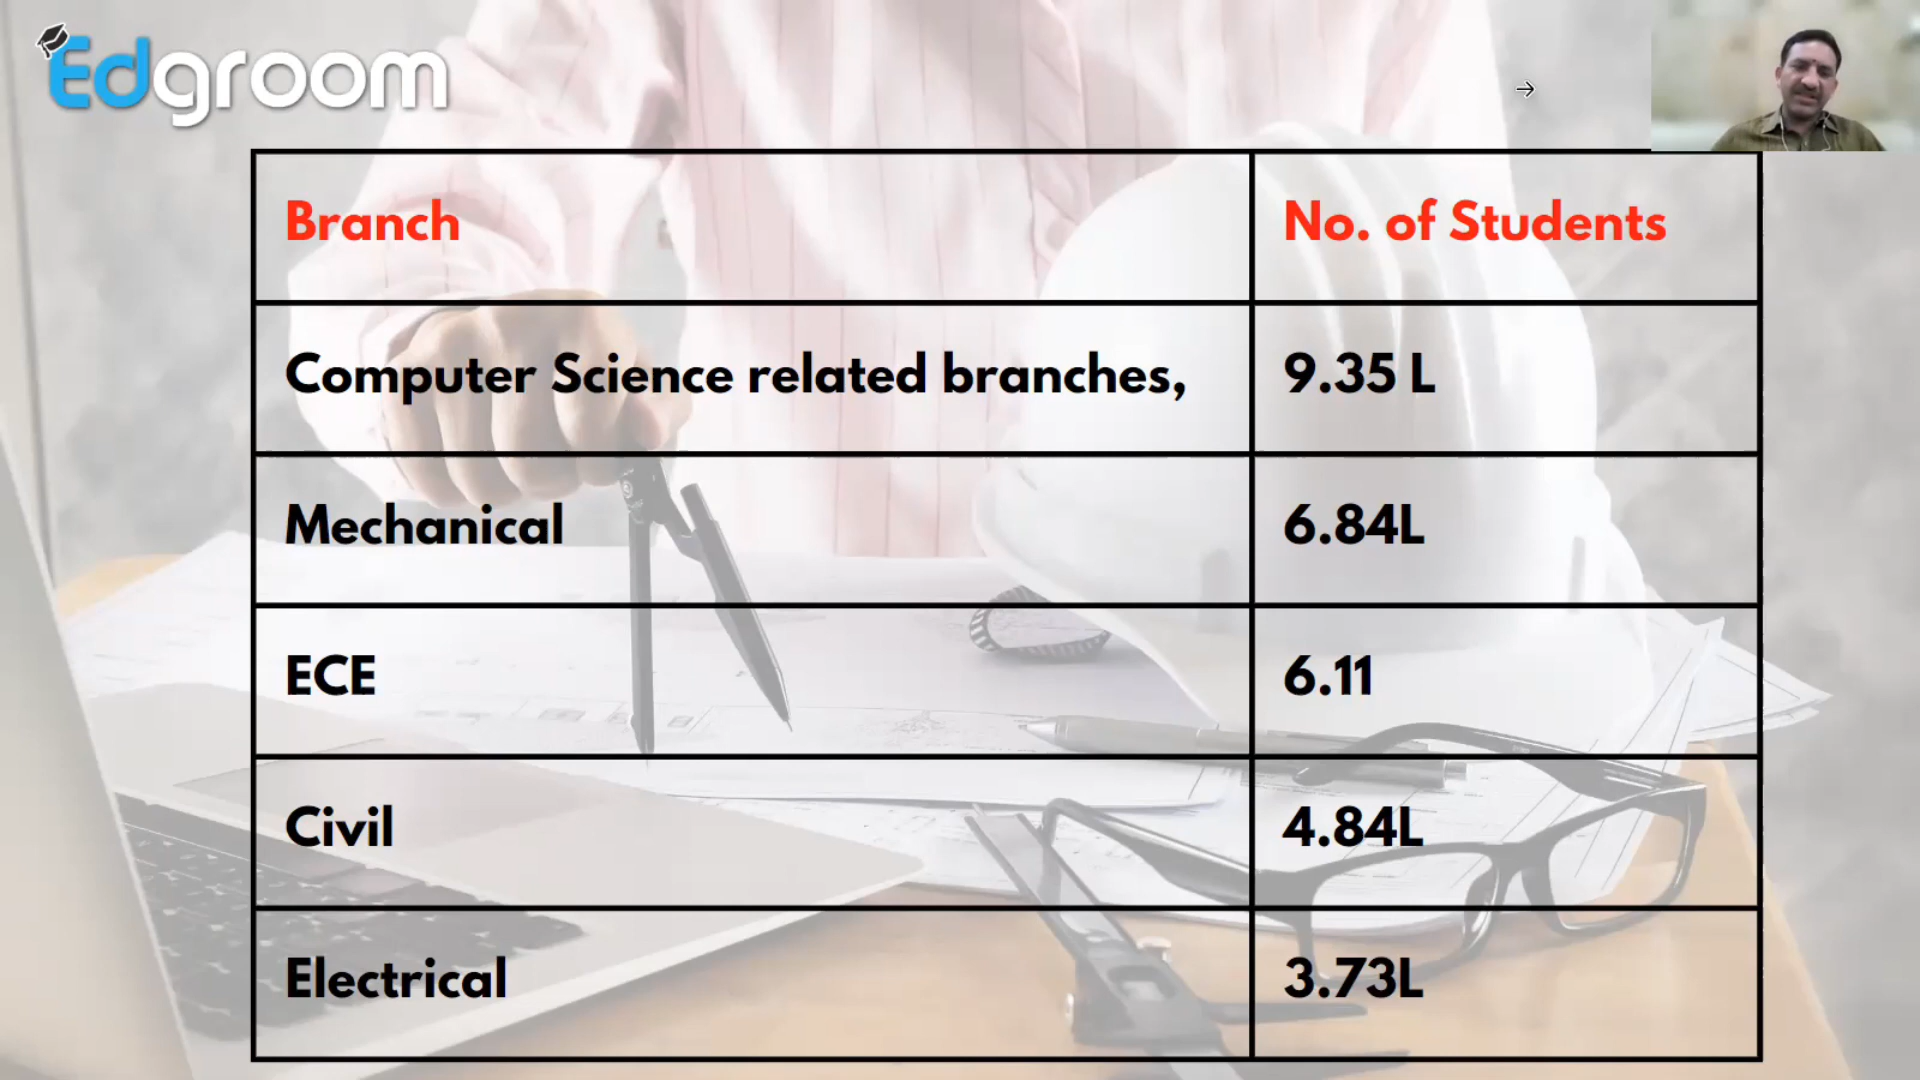 Edgroom
Branch No. of Students
Computer Science related branches, 9.35 L
Mechanical 6.84L
ECE 6.11
Civil 4.84L
Electrical 3.73L